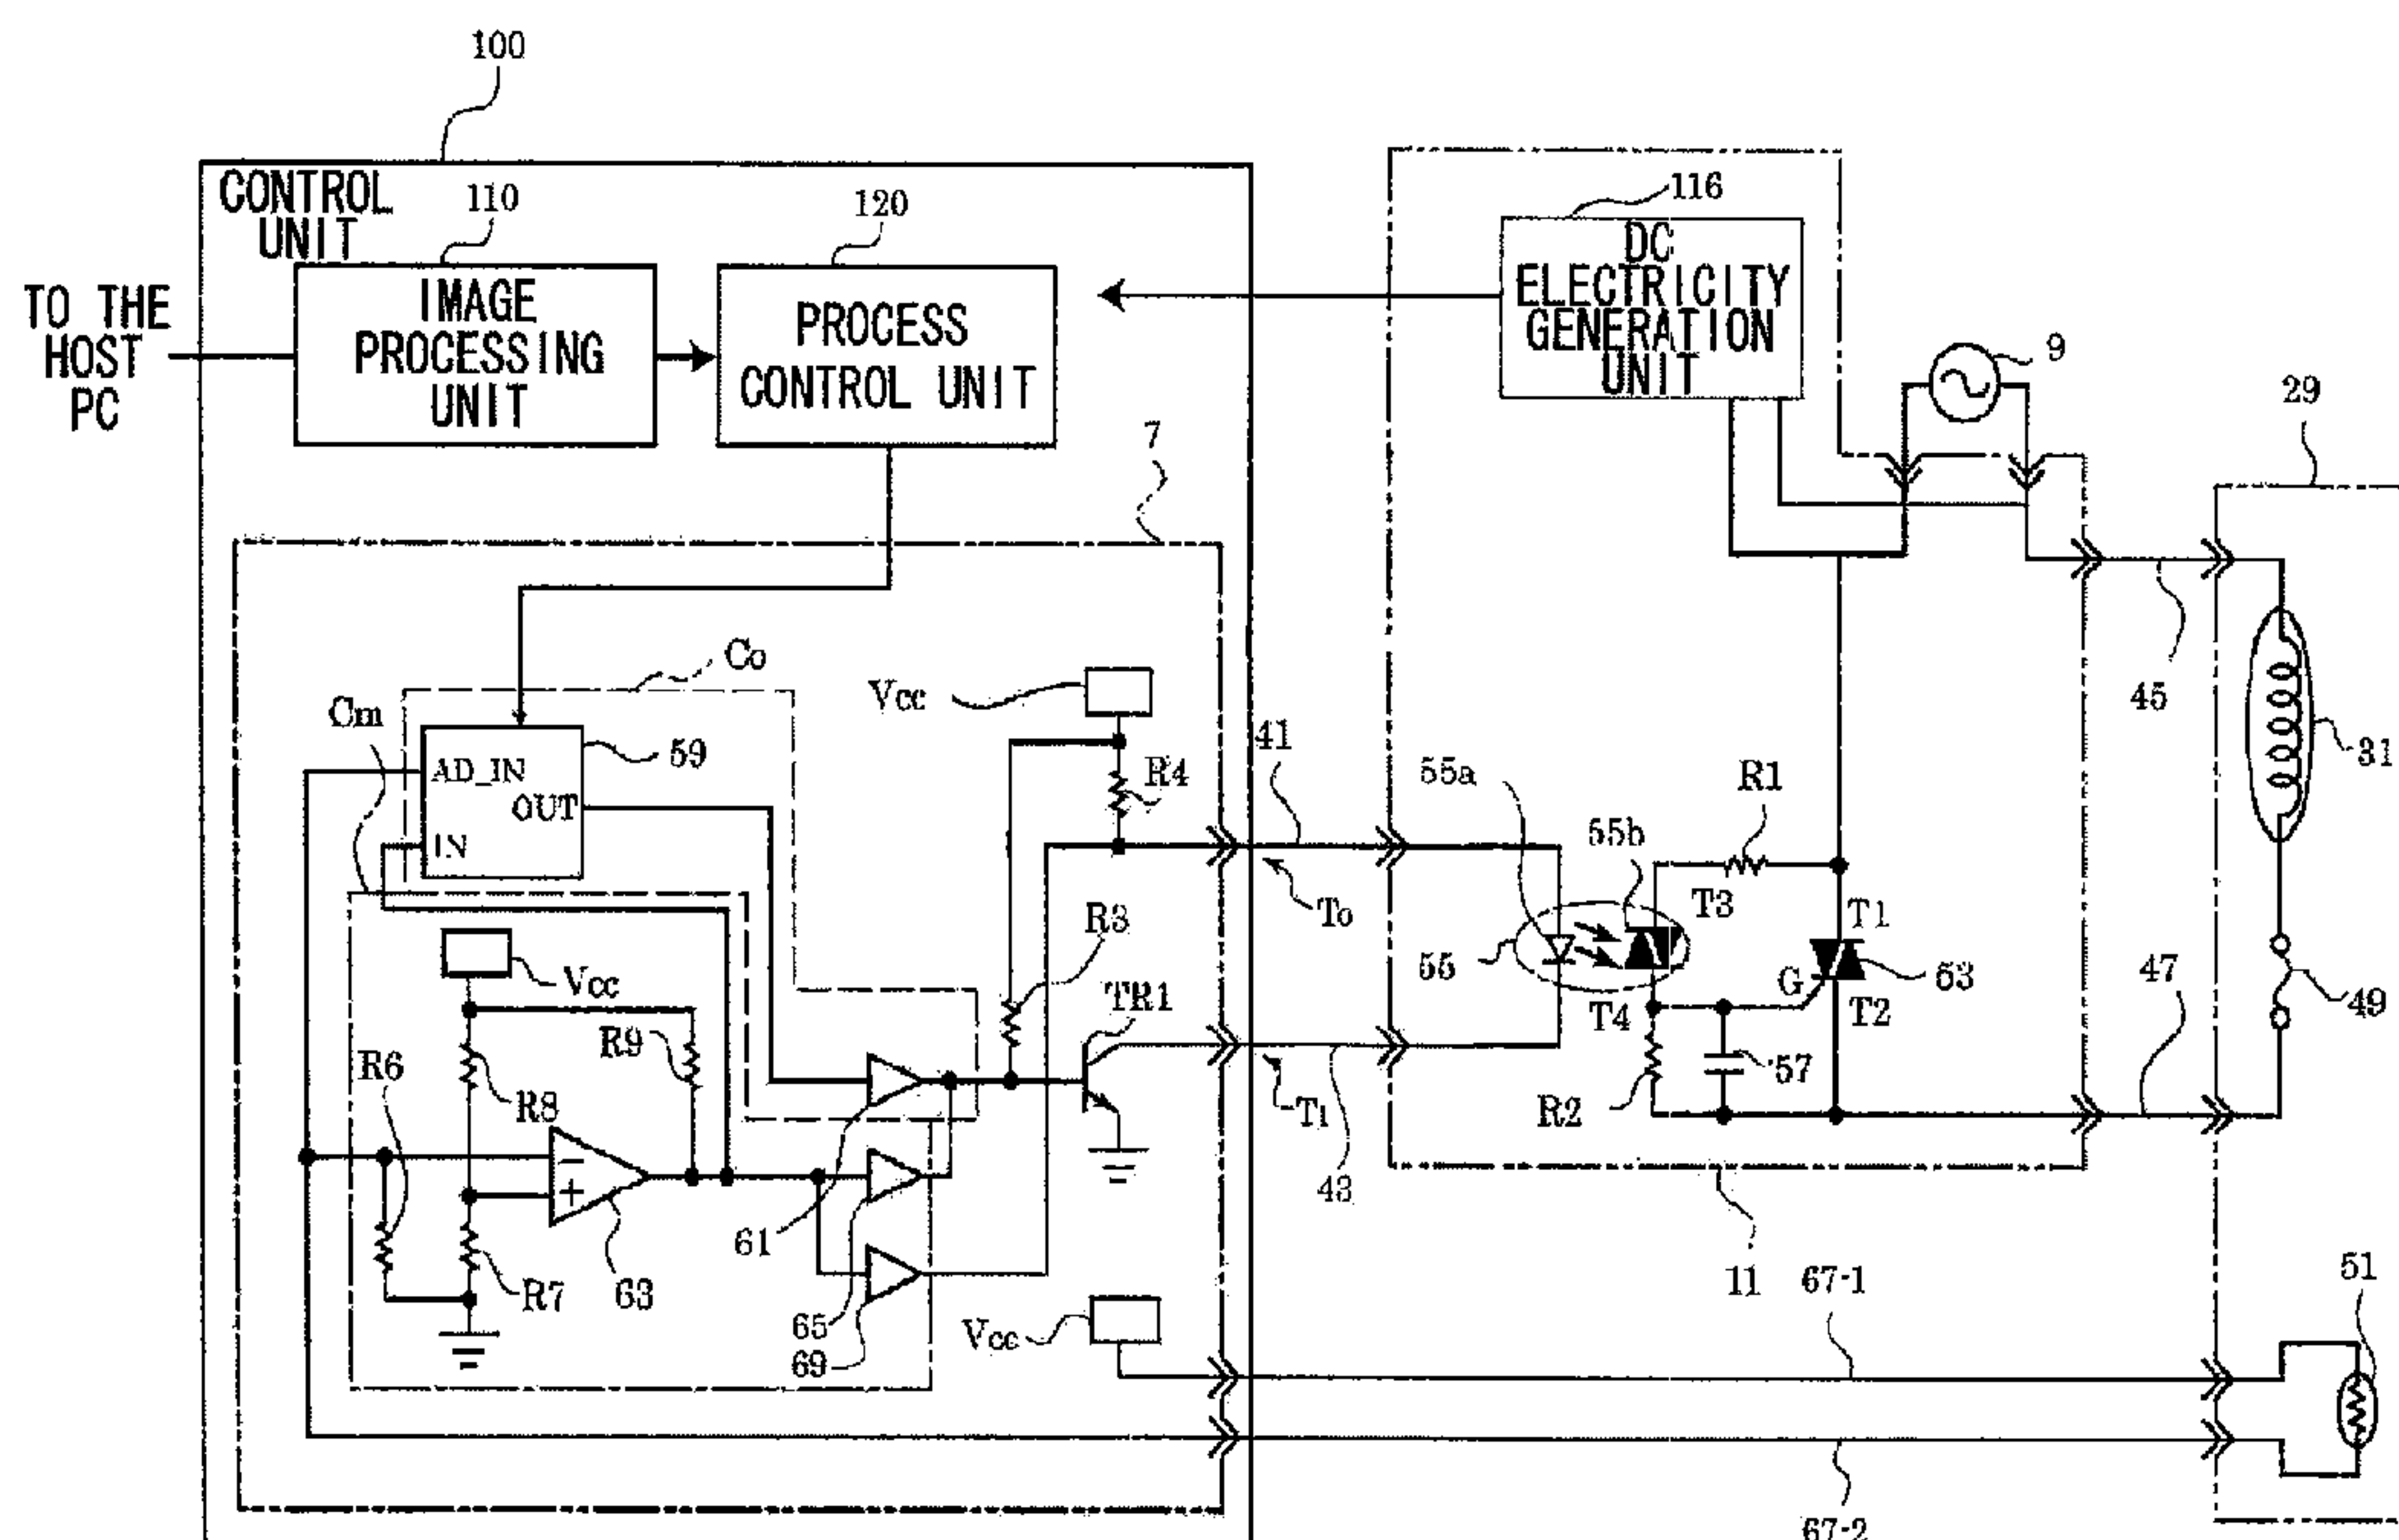 100
CONTROL
UNIT
110
120
116
DC
ELECTRICITY
GENERATION
UNIT
IMAGE
PROCESSING
UNIT
PROCESS
CONTROL UNIT
TO THE
HOST
PC
9
29
7
45
Co
Vcc
Cm
59
AD_IN
OUT
IN
41
R4
55a
R1
31
55b
T3
T1
To
R3
Vcc
TR1
55
G
53
T4
T2
47
49
R9
R6
R8
57
R2
T1
43
61
63
R7
65
69
Vcc
11
67-1
51
67-2